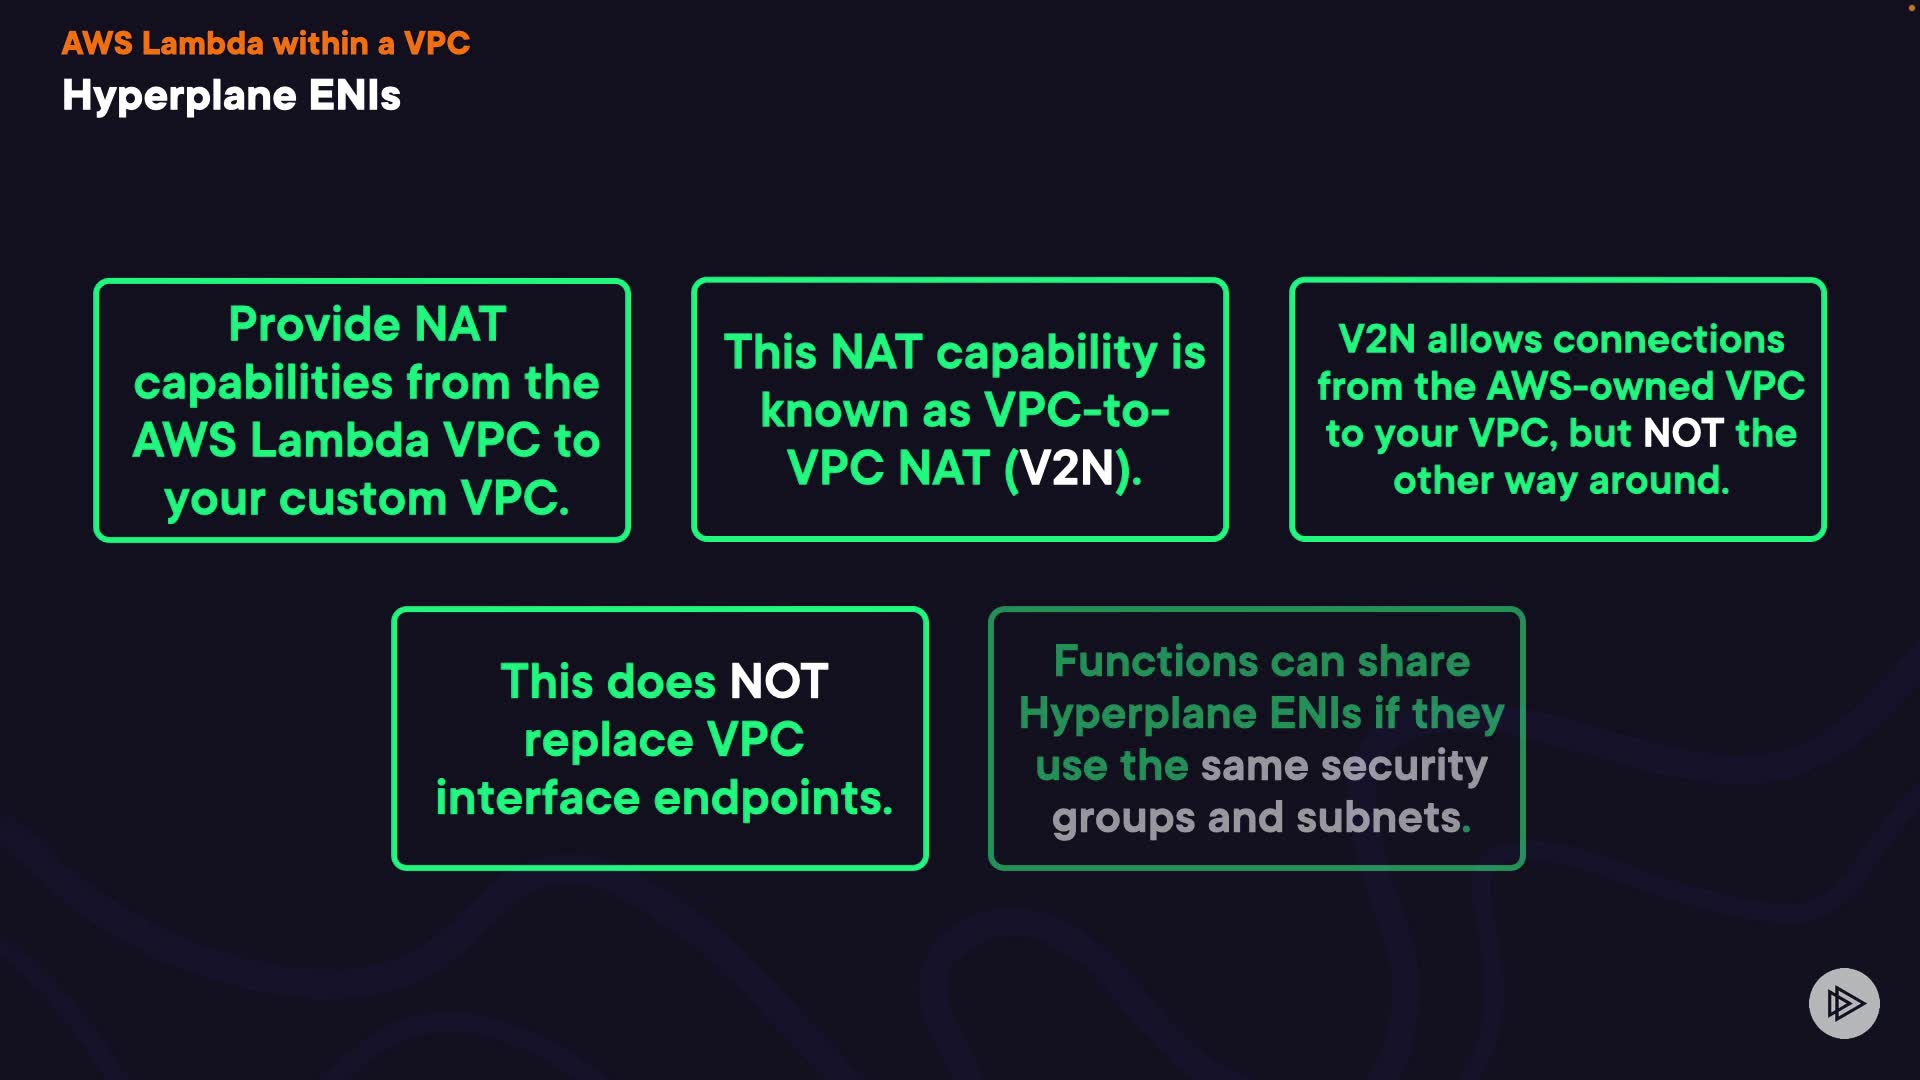 AWS Lambda within a VPC
Hyperplane ENIs
Provide NAT
capabilities from the
AWS Lambda VPC to
your custom VPC.
This NAT capability is
known as VPC-to-
VPC NAT (V2N).
V2N allows connections
from the AWS-owned VPC
to your VPC, but NOT the
other way around.
This does NOT
replace VPC
interface endpoints.
Functions can share
Hyperplane ENIs if they
use the same security
groups and subnets.